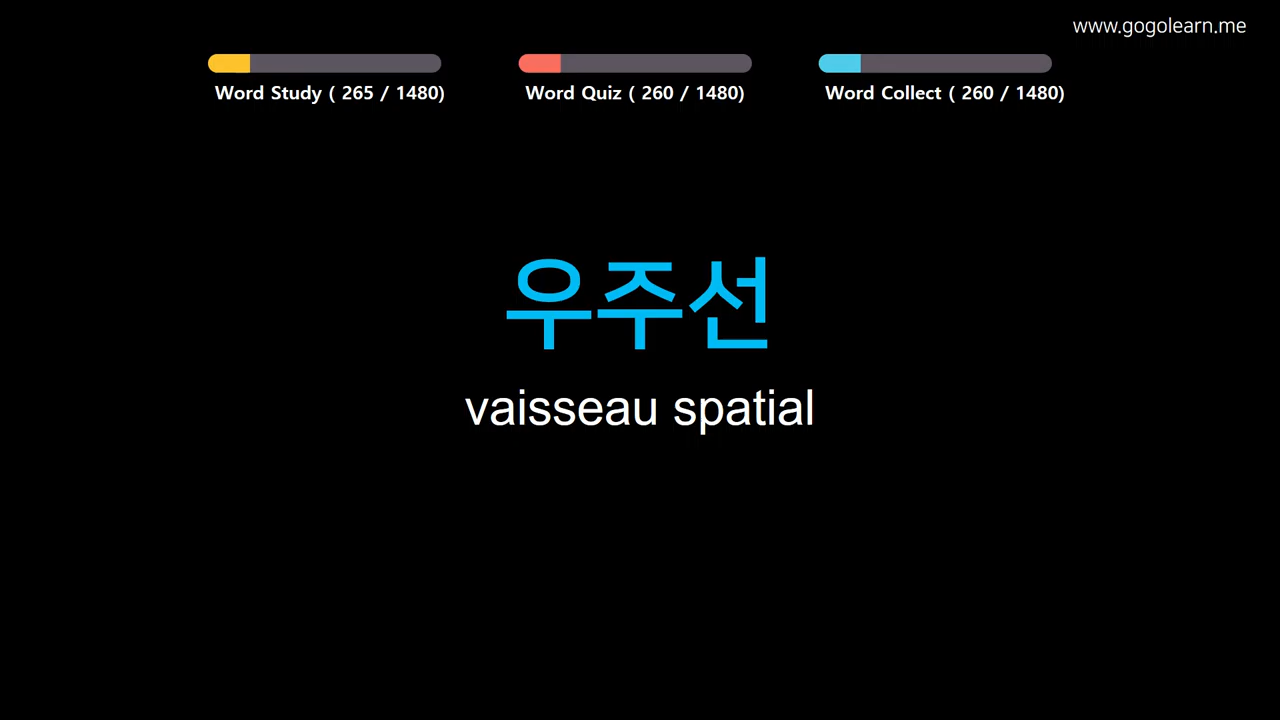 www.gogolearn.me
Word Study ( 265 / 1480)
Word Quiz ( 260 / 1480)
Word Collect ( 260 / 1480)
우주선
vaisseau spatial